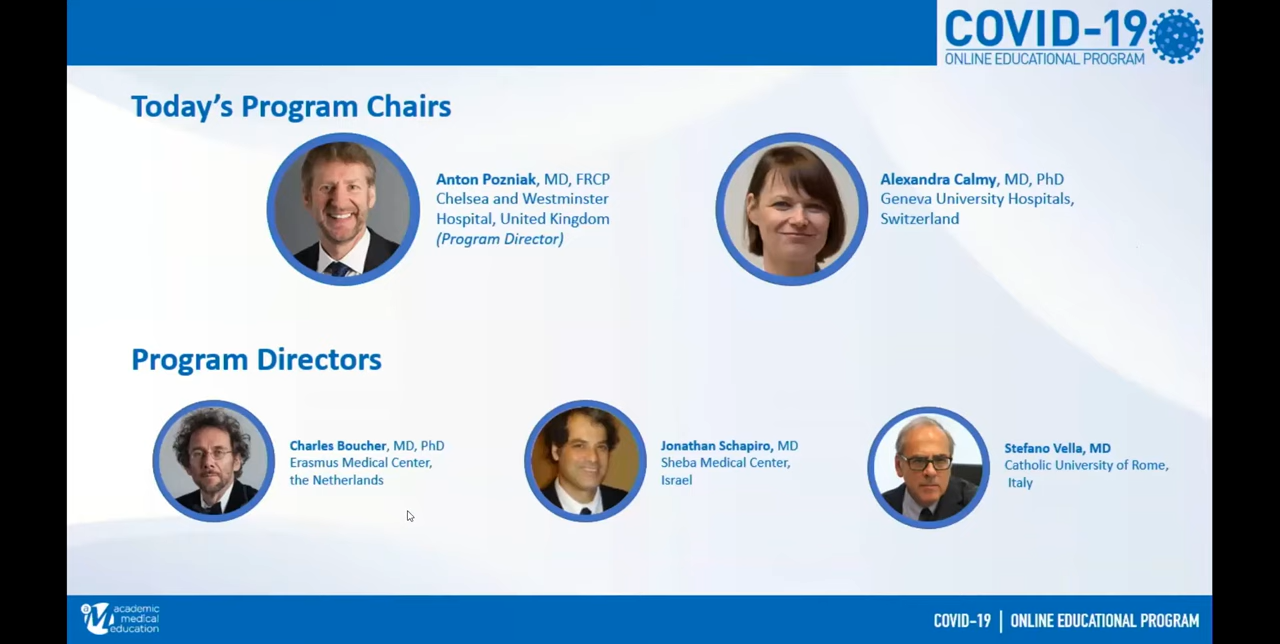 COVID-19
ONLINE EDUCATIONAL PROGRAM
Today's Program Chairs
Anton Pozniak, MD, FRCP
Chelsea and Westminster
Hospital, United Kingdom
(Program Director)
Alexandra Calmy, MD, PhD
Geneva University Hospitals,
Switzerland
Program Directors
Charles Boucher, MD, PhD
Erasmus Medical Center,
the Netherlands
Jonathan Schapiro, MD
Sheba Medical Center,
Israel
Stefano Vella, MD
Catholic University of Rome,
Italy
academic
medical
education
COVID-19 | ONLINE EDUCATIONAL PROGRAM